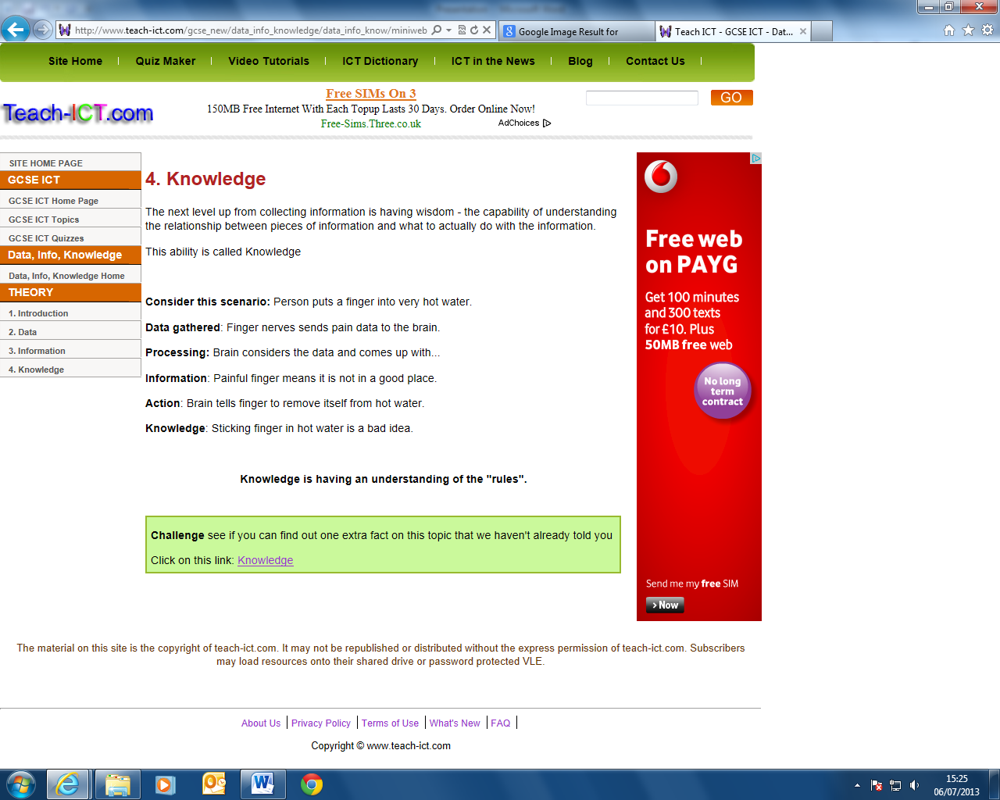 http://www.teach-ict.com/gcse_new/data_info_knowledge/data_info_know/miniweb
Google Image Result for
Teach ICT - GCSE ICT - Dat...
Site Home
Quiz Maker
Video Tutorials
ICT Dictionary
ICT in the News
Blog
Contact Us
Teach-ICT.com
Free SIMs On 3
150MB Free Internet With Each Topup Lasts 30 Days. Order Online Now!
Free-Sims.Three.co.uk
AdChoices
GO
SITE HOME PAGE
GCSE ICT
GCSE ICT Home Page
GCSE ICT Topics
GCSE ICT Quizzes
Data, Info, Knowledge
Data, Info, Knowledge Home
THEORY
1. Introduction
2. Data
3. Information
4. Knowledge
4. Knowledge
The next level up from collecting information is having wisdom - the capability of understanding
the relationship between pieces of information and what to actually do with the information.
This ability is called Knowledge
Consider this scenario: Person puts a finger into very hot water.
Data gathered: Finger nerves sends pain data to the brain.
Processing: Brain considers the data and comes up with...
Information: Painful finger means it is not in a good place.
Action: Brain tells finger to remove itself from hot water.
Knowledge: Sticking finger in hot water is a bad idea.
Knowledge is having an understanding of the "rules".
Challenge see if you can find out one extra fact on this topic that we haven't already told you
Click on this link: Knowledge
Free web
on PAYG
Get 100 minutes
and 300 texts
for £10. Plus
50MB free web
No long
term
contract
Send me my free SIM
> Now
The material on this site is the copyright of teach-ict.com. It may not be republished or distributed without the express permission of teach-ict.com. Subscribers
may load resources onto their shared drive or password protected VLE.
About Us
Privacy Policy
Terms of Use
What's New
FAQ
Copyright © www.teach-ict.com
15:25
06/07/2013